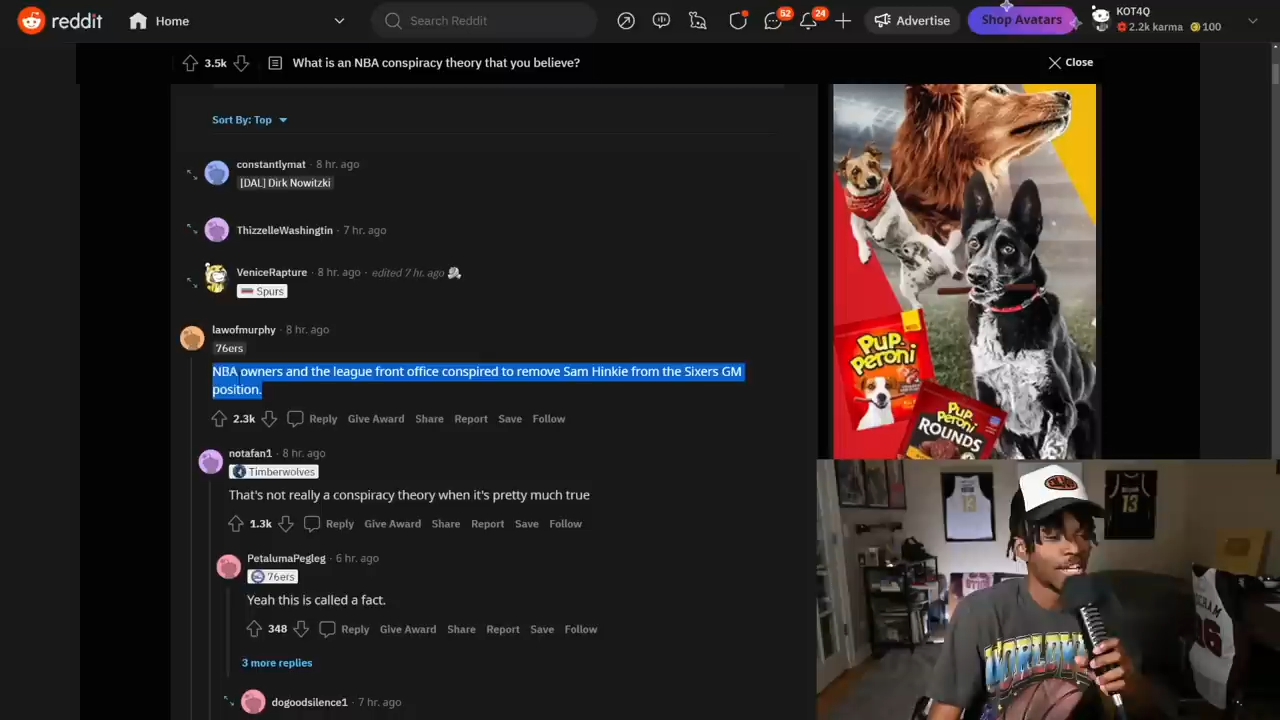 reddit
Home
Search Reddit
52
24
Advertise
Shop Avatars
KOT4Q
2.2k karma
100
3.5k
What is an NBA conspiracy theory that you believe?
Close
Sort By: Top
constantlymat · 8 hr. ago
[DAL] Dirk Nowitzki
ThizzelleWashingtin · 7 hr. ago
VeniceRapture · 8 hr. ago · edited 7 hr. ago
Spurs
lawofmurphy · 8 hr. ago
76ers
NBA owners and the league front office conspired to remove Sam Hinkie from the Sixers GM
position.
2.3k Reply Give Award Share Report Save Follow
notafan1 · 8 hr. ago
Timberwolves
That's not really a conspiracy theory when it's pretty much true
1.3k Reply Give Award Share Report Save Follow
PetalumaPegleg · 6 hr. ago
76ers
Yeah this is called a fact.
348 Reply Give Award Share Report Save Follow
3 more replies
dogoodsilence1 · 7 hr. ago
Pup-Peroni
Pup-Peroni
ROUNDS
13
13